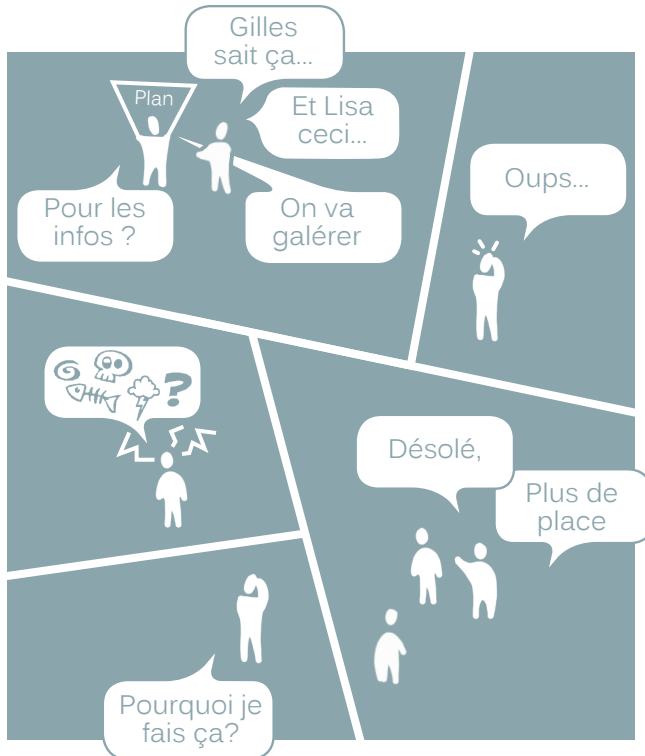 Gilles
sait ça...
Plan
Et Lisa
ceci...
Pour les
infos ?
On va
galérer
Oups...
?
Désolé,
Plus de
place
Pourquoi je
fais ça?